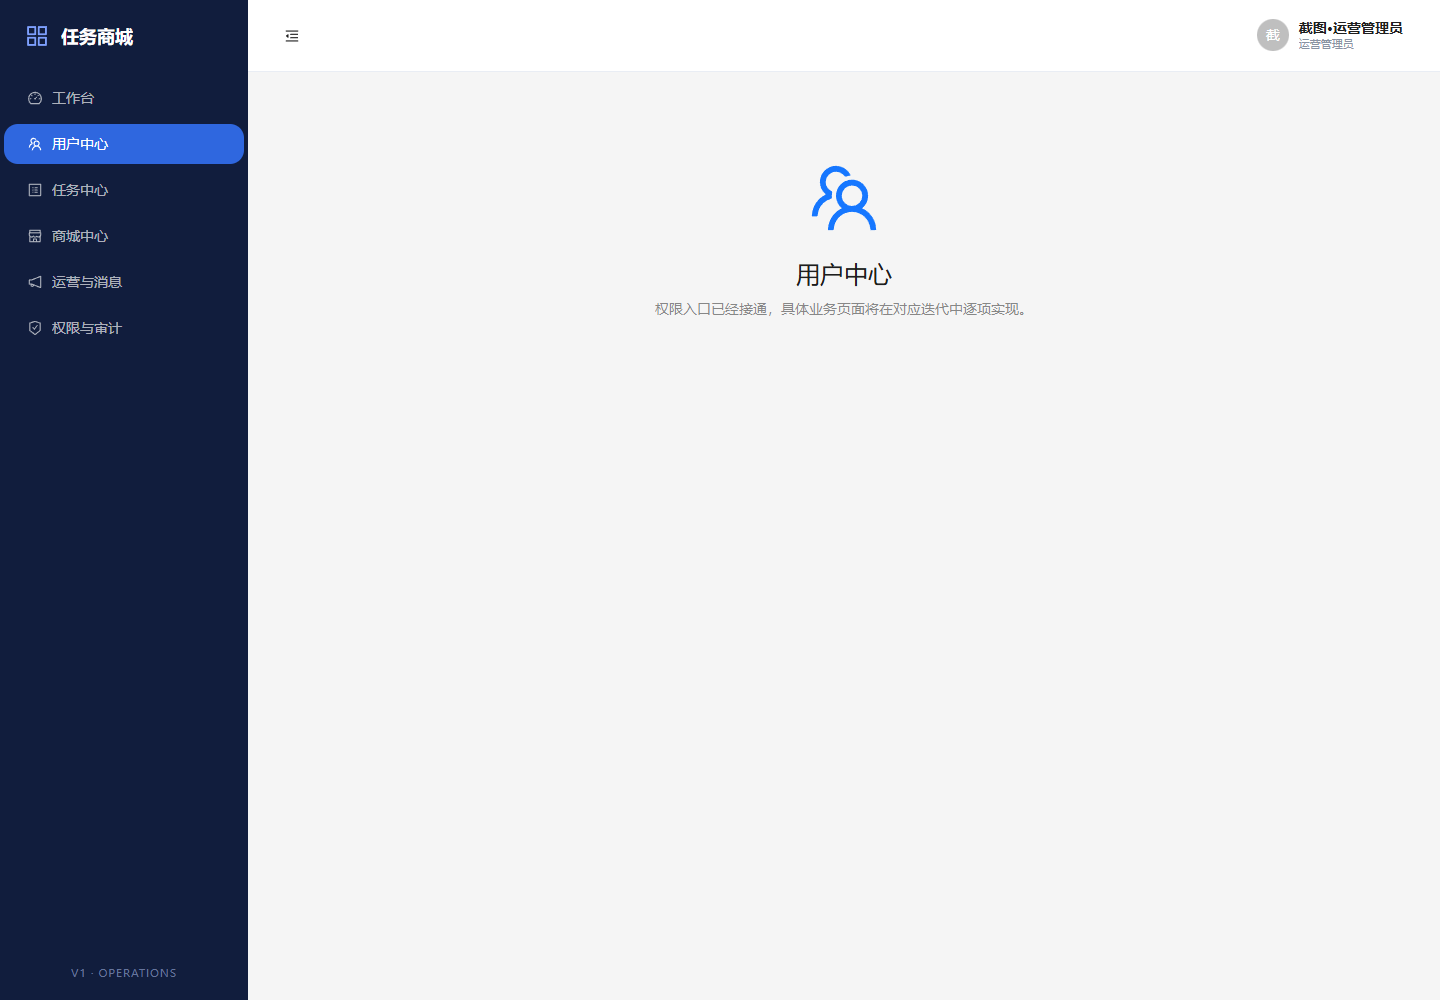 任务商城
工作台
用户中心
任务中心
商城中心
运营与消息
权限与审计
V1 · OPERATIONS
截
截图•运营管理员
运营管理员
用户中心
权限入口已经接通，具体业务页面将在对应迭代中逐项实现。